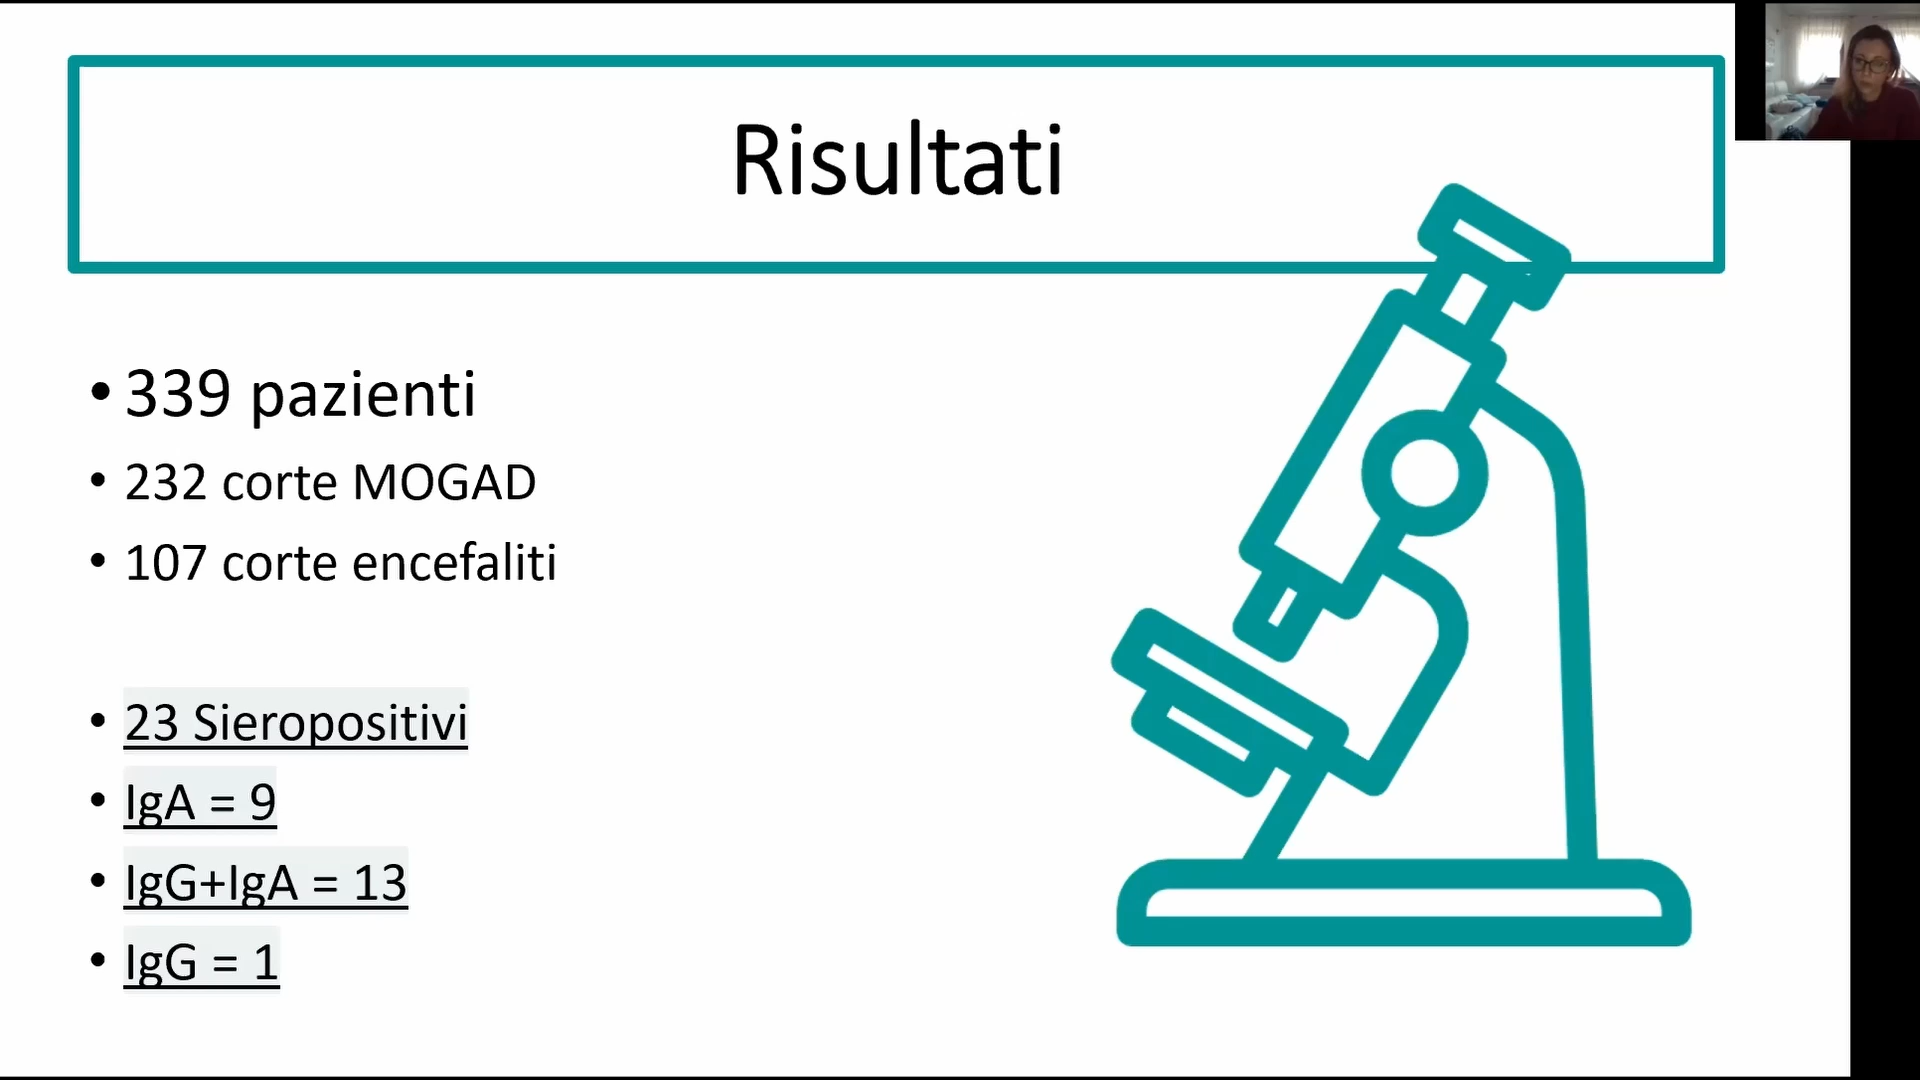 Risultati
• 339 pazienti
• 232 corte MOGAD
• 107 corte encefaliti
• 23 Sieropositivi
• IgA = 9
• IgG+IgA = 13
• IgG = 1